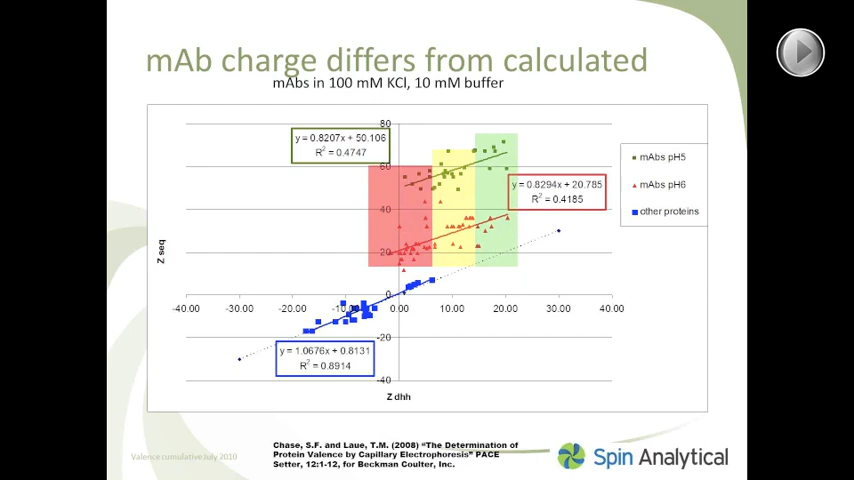 mAb charge differs from calculated
mAbs in 100 mM KCl, 10 mM buffer
80
y = 0.8207x + 50.106
R² = 0.4747
mAbs pH5
60
y = 0.8294x + 20.785
R² = 0.4185
mAbs pH6
other proteins
40
20
Z seq
0
-40.00 -30.00 -20.00 -10.00 0.00 10.00 20.00 30.00 40.00
-20
y = 1.0676x + 0.8131
R² = 0.8914
-40
Z dhh
Chase, S.F. and Laue, T.M. (2008) “The Determination of
Protein Valence by Capillary Electrophoresis” PACE
Setter, 12:1-12, for Beckman Coulter, Inc.
Valence cumulative July 2010
Spin Analytical